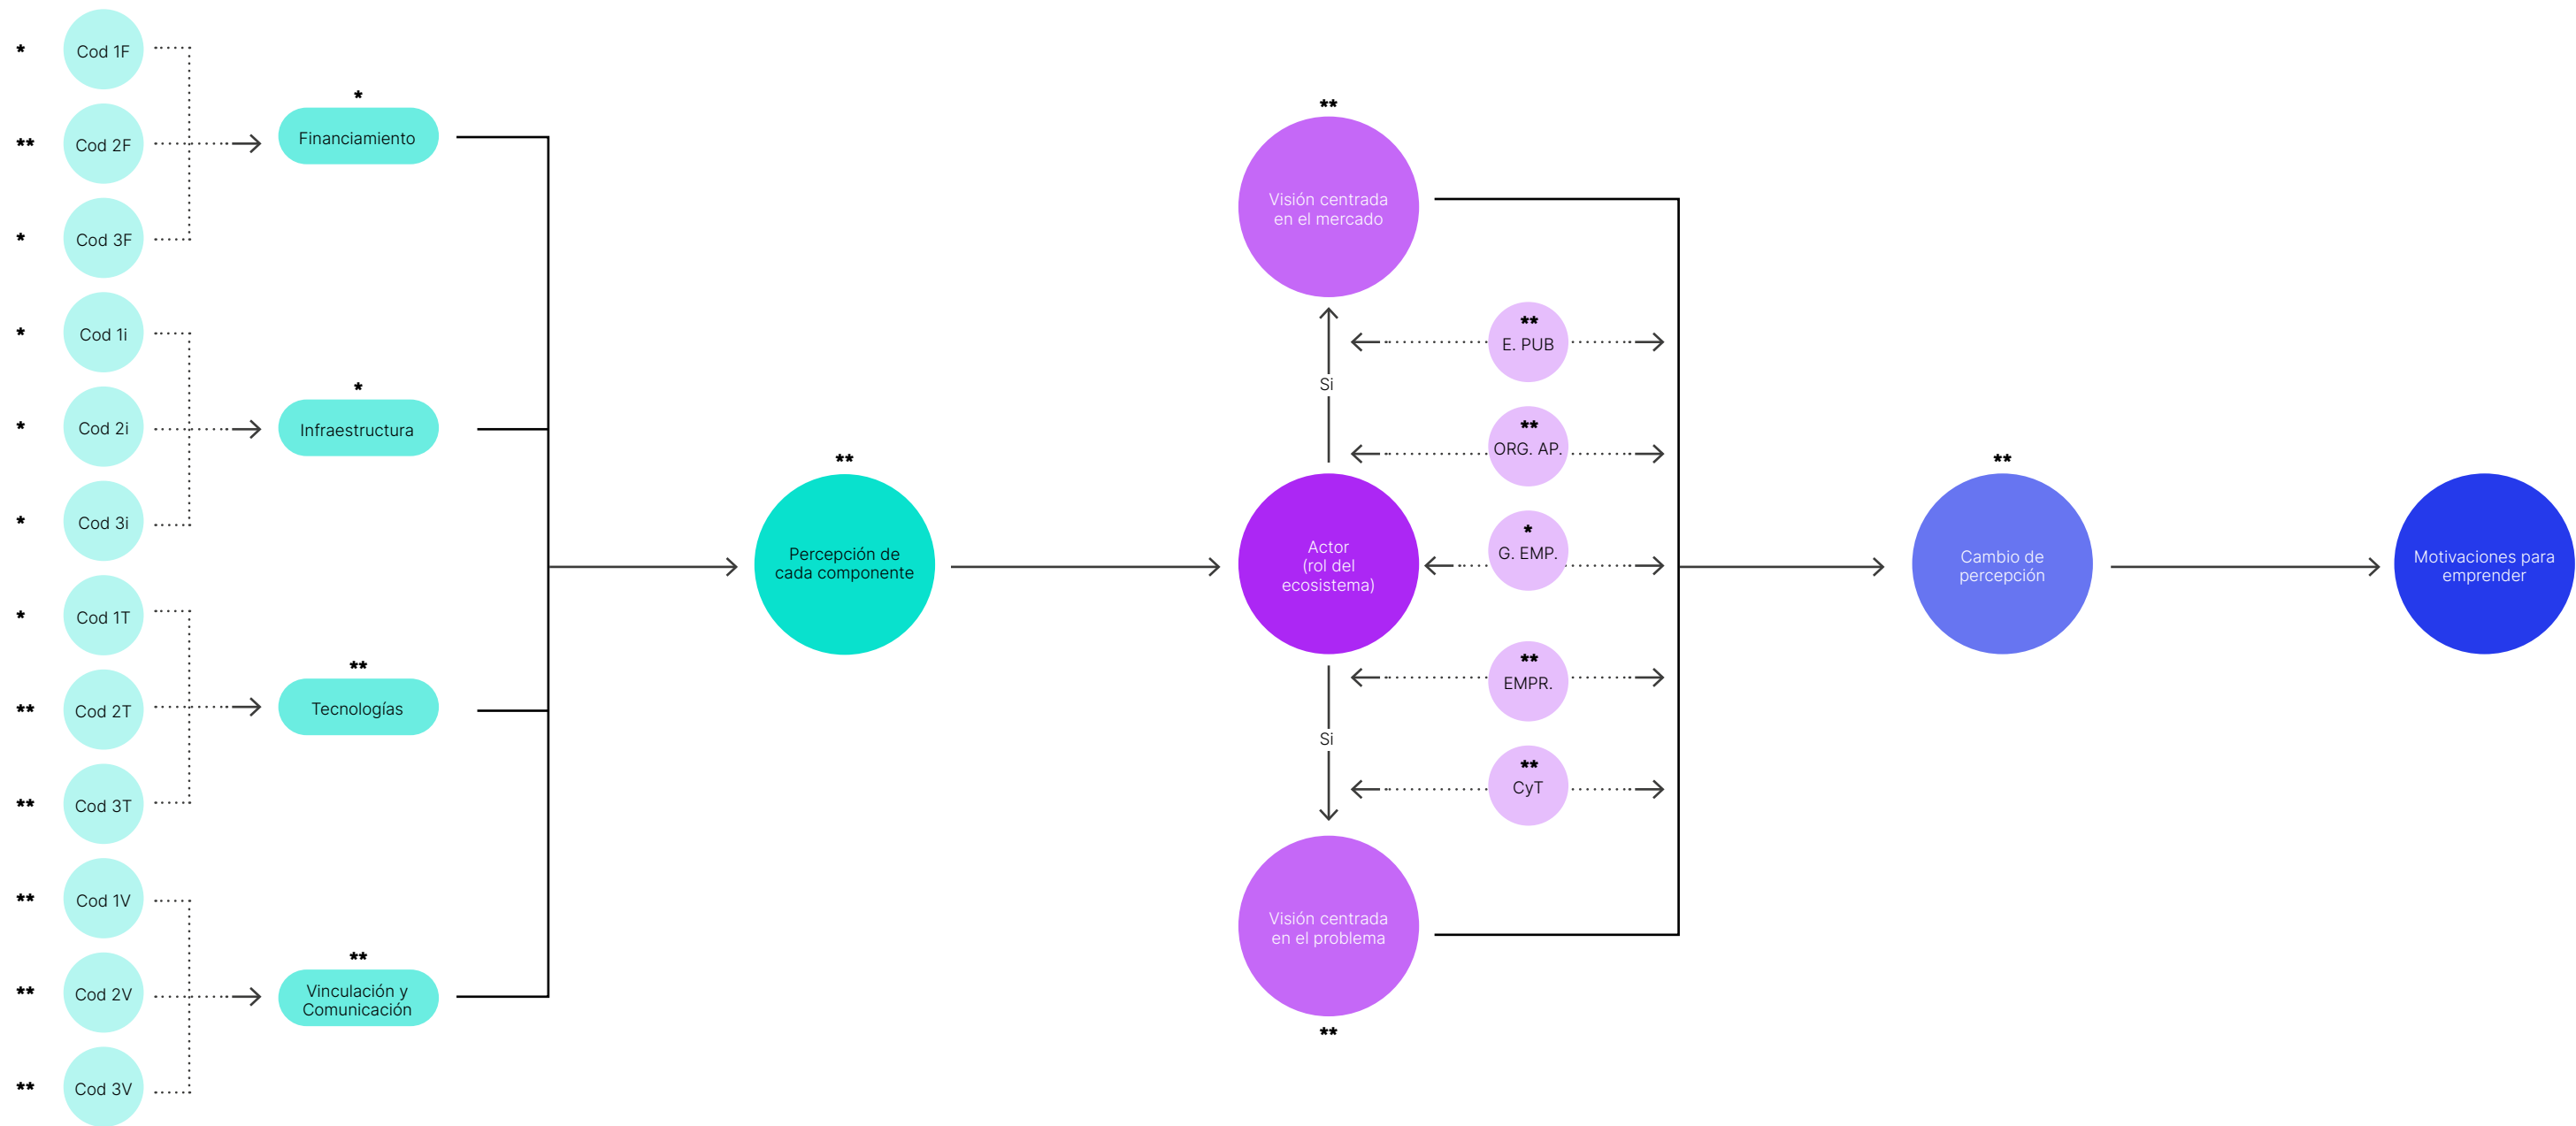 * Cod 1F
** Cod 2F
* Cod 3F
* Cod 1i
* Cod 2i
* Cod 3i
* Cod 1T
** Cod 2T
** Cod 3T
** Cod 1V
** Cod 2V
** Cod 3V
*
Financiamiento
*
Infraestructura
**
Tecnologías
**
Vinculación y
Comunicación
**
Percepción de
cada componente
**
Visión centrada
en el mercado
Si
Actor
(rol del
ecosistema)
Si
Visión centrada
en el problema
**
**
E. PUB
**
ORG. AP.
*
G. EMP.
**
EMPR.
**
CyT
**
Cambio de
percepción
Motivaciones para
emprender